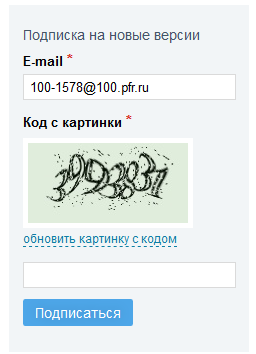 Подписка на новые версии
E-mail *
100-1578@100.pfr.ru
Код с картинки *
обновить картинку с кодом
Подписаться